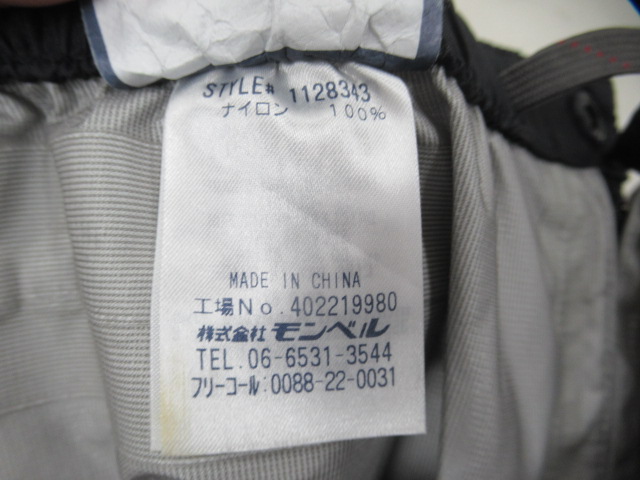 STYLE# 1128343
ナイロン 100%
MADE IN CHINA
工場No. 402219980
株式会社 モンベル
TEL. 06-6531-3544
フリーコール:0088-22-0031